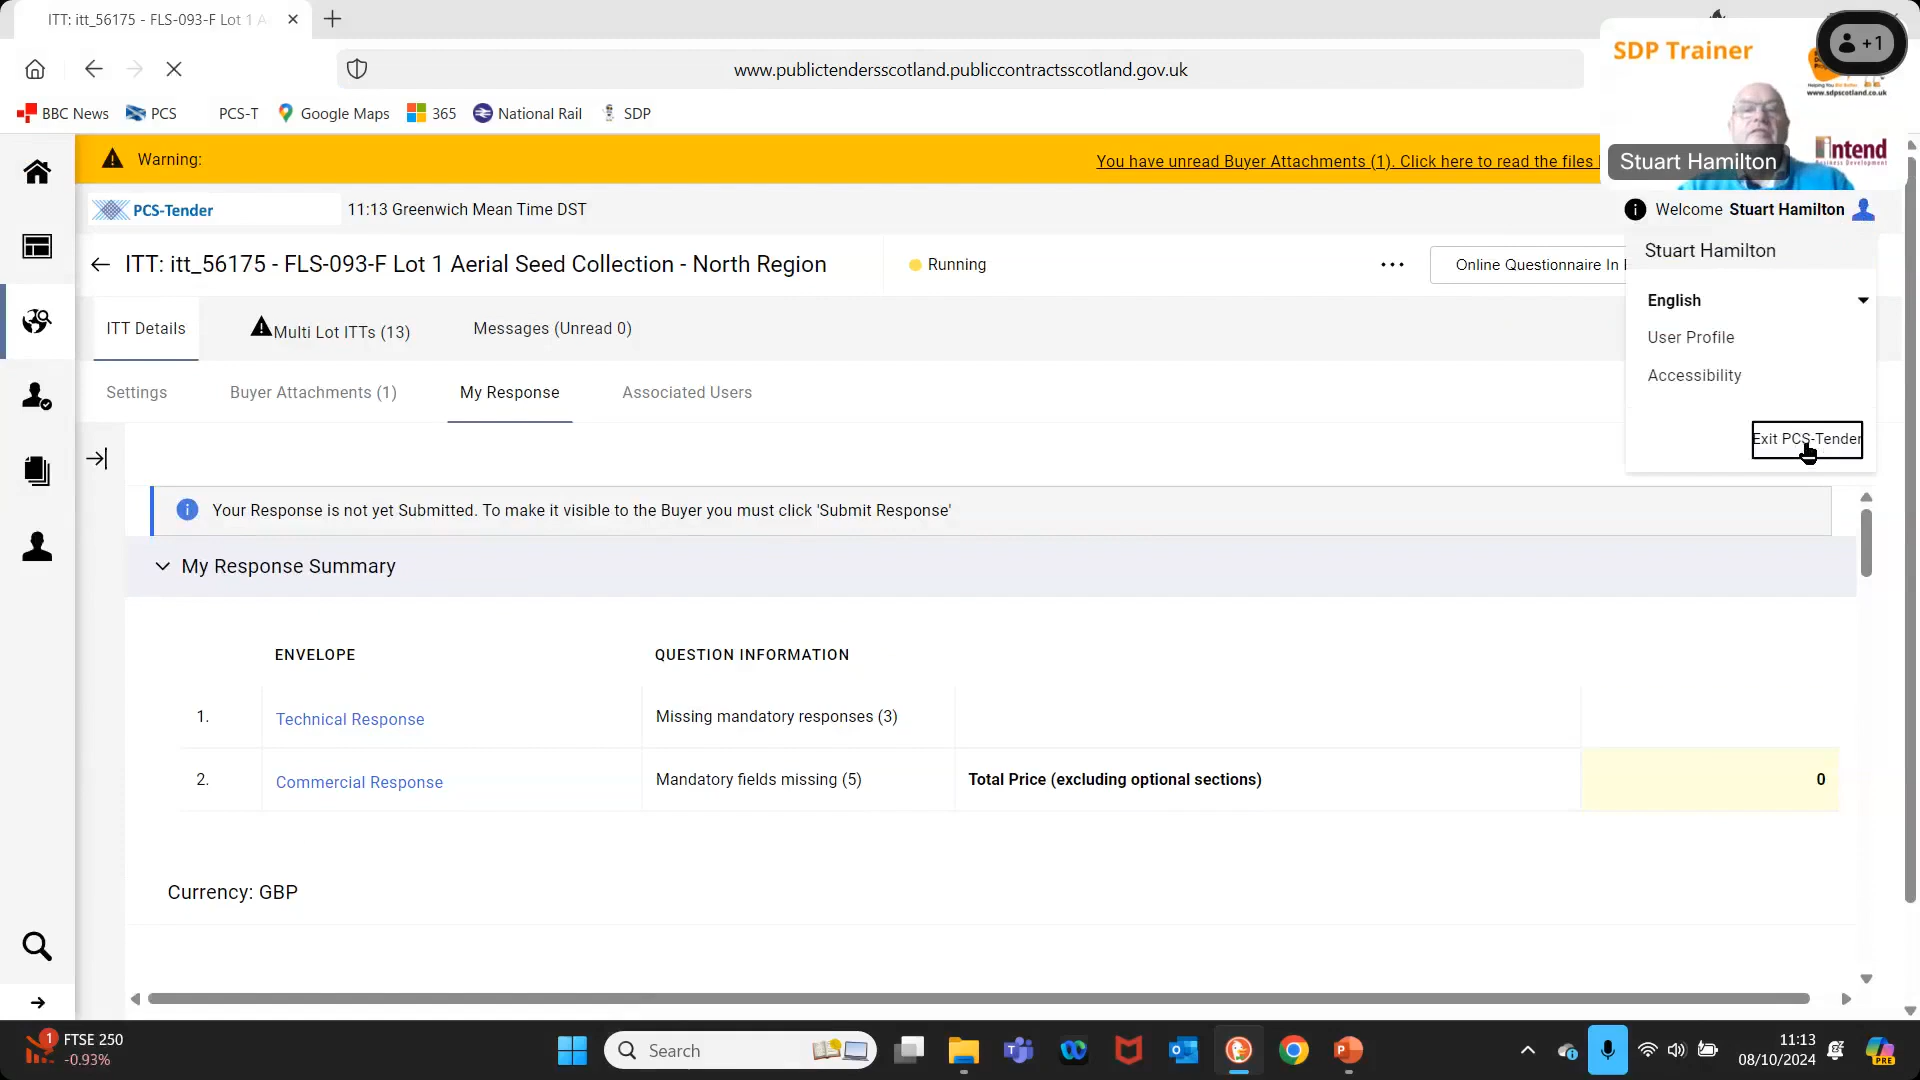 ITT: itt_56175 - FLS-093-F Lot 1 A
SDP Trainer
+1
www.publictendersscotland.publiccontractsscotland.gov.uk
www.sdpscotland.co.uk
BBC News
PCS
PCS-T
Google Maps
365
National Rail
SDP
Warning:
You have unread Buyer Attachments (1). Click here to read the files
Stuart Hamilton
intend
PCS-Tender
11:13 Greenwich Mean Time DST
Welcome Stuart Hamilton
Stuart Hamilton
ITT: itt_56175 - FLS-093-F Lot 1 Aerial Seed Collection - North Region
Running
Online Questionnaire In
English
User Profile
Accessibility
Exit PCS-Tender
ITT Details
Multi Lot ITTs (13)
Messages (Unread 0)
Settings
Buyer Attachments (1)
My Response
Associated Users
Your Response is not yet Submitted. To make it visible to the Buyer you must click 'Submit Response'
My Response Summary
ENVELOPE
QUESTION INFORMATION
1.
Technical Response
Missing mandatory responses (3)
2.
Commercial Response
Mandatory fields missing (5)
Total Price (excluding optional sections)
0
Currency: GBP
1
FTSE 250
-0.93%
Search
11:13
08/10/2024
PRE